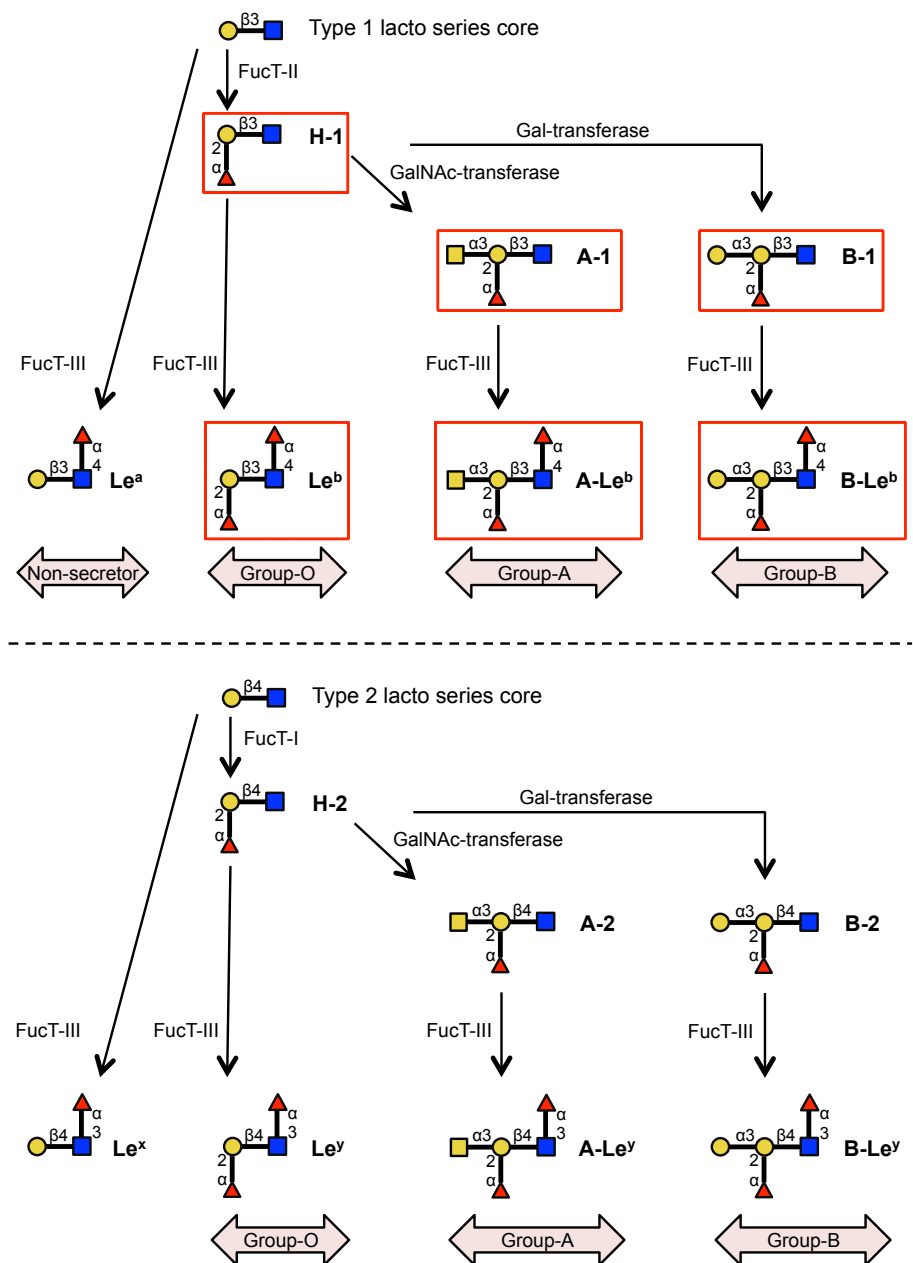 β3 Type 1 lacto series core
FucT-II
β3 H-1
2
α
Gal-transferase
GalNAc-transferase
α3 β3 A-1
2
α
α3 β3 B-1
2
α
FucT-III FucT-III FucT-III FucT-III
α
β3 4 Leᵃ
α
β3 4 Leᵇ
2
α
α
α3 β3 4 A-Leᵇ
2
α
α
α3 β3 4 B-Leᵇ
2
α
Non-secretor Group-O Group-A Group-B
β4 Type 2 lacto series core
FucT-I
β4 H-2
2
α
Gal-transferase
GalNAc-transferase
α3 β4 A-2
2
α
α3 β4 B-2
2
α
FucT-III FucT-III FucT-III FucT-III
α
β4 3 Leˣ
α
β4 3 Leʸ
2
α
α
α3 β4 3 A-Leʸ
2
α
α
α3 β4 3 B-Leʸ
2
α
Group-O Group-A Group-B